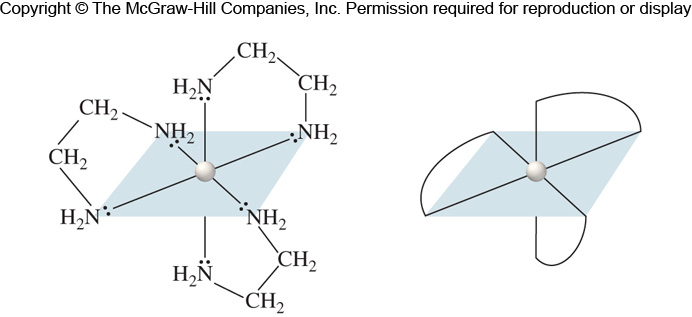 Copyright © The McGraw-Hill Companies, Inc. Permission required for reproduction or display
CH₂
H₂N
CH₂
CH₂
NH₂
NH₂
CH₂
H₂N
NH₂
CH₂
H₂N
CH₂